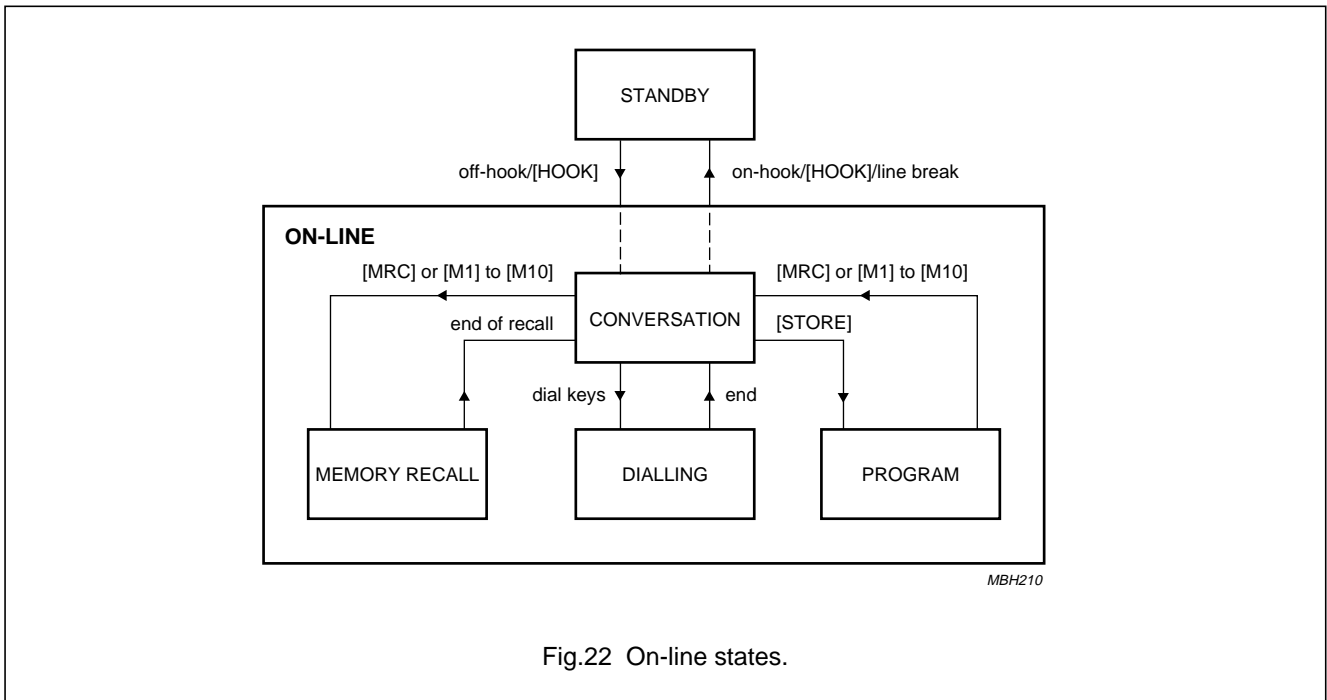 STANDBY
off-hook/[HOOK]
on-hook/[HOOK]/line break
ON-LINE
[MRC] or [M1] to [M10]
[MRC] or [M1] to [M10]
end of recall
CONVERSATION
[STORE]
dial keys
end
MEMORY RECALL
DIALLING
PROGRAM
MBH210
Fig.22 On-line states.